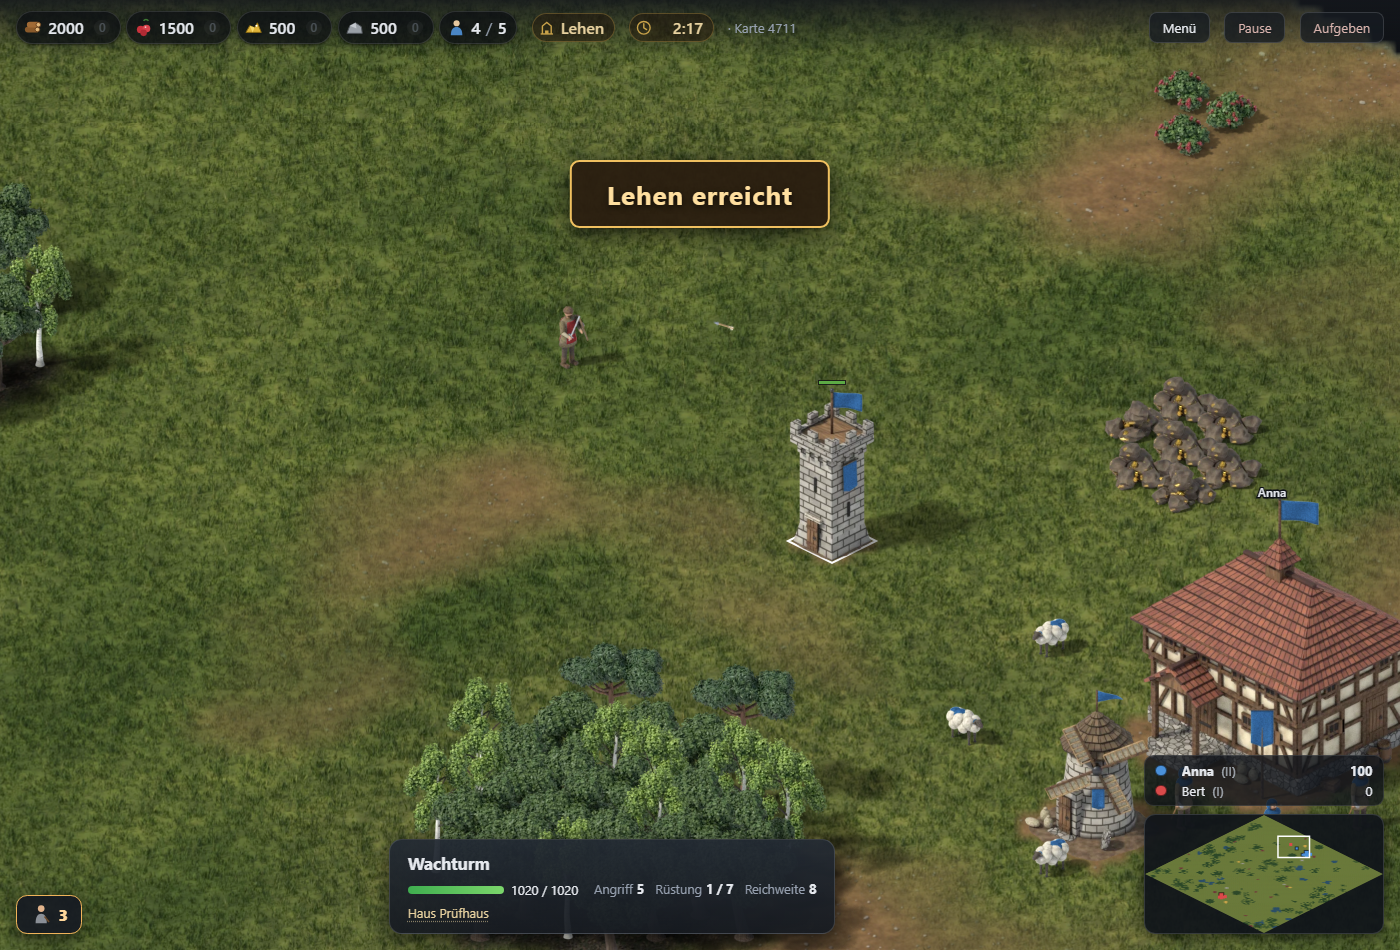 2000 0 1500 0 500 0 500 0 4 / 5 Lehen 2:17 · Karte 4711 Menü Pause Aufgeben
Lehen erreicht
Anna
Anna (II) 100
Bert (I) 0
Wachturm
1020 / 1020 Angriff 5 Rüstung 1 / 7 Reichweite 8
Haus Prüfhaus
3